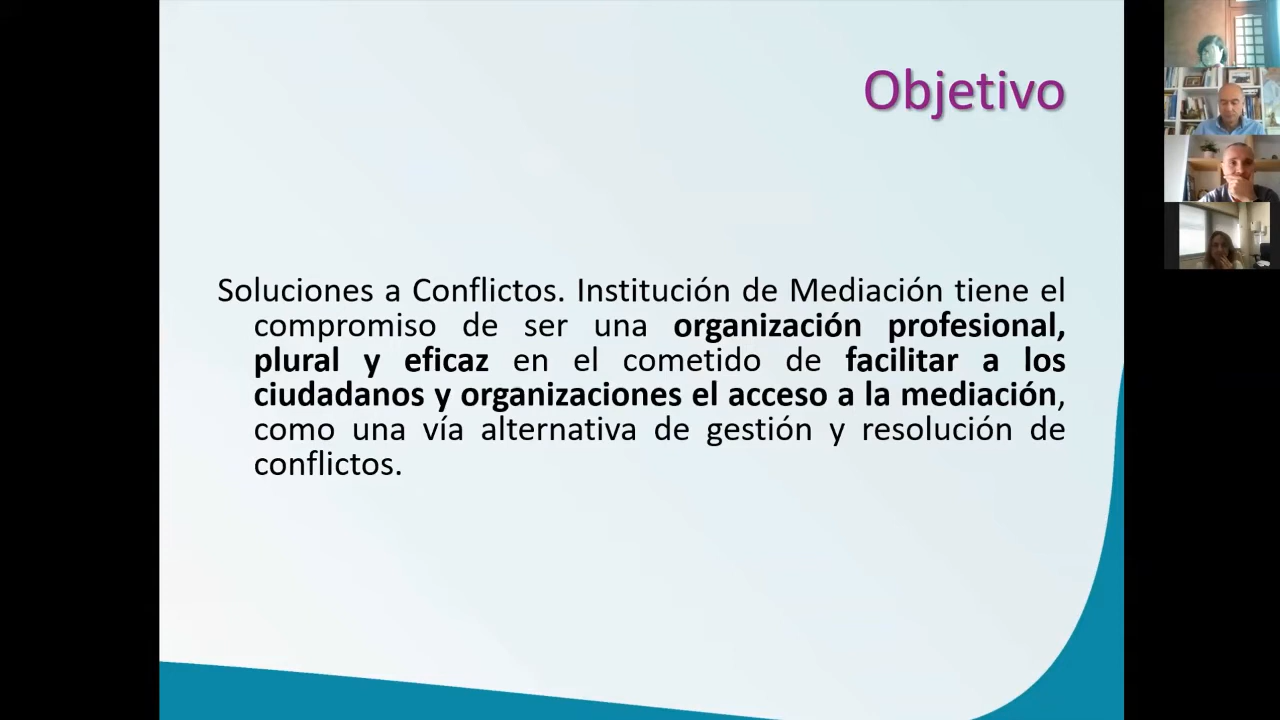 Objetivo
Soluciones a Conflictos. Institución de Mediación tiene el
compromiso de ser una organización profesional,
plural y eficaz en el cometido de facilitar a los
ciudadanos y organizaciones el acceso a la mediación,
como una vía alternativa de gestión y resolución de
conflictos.